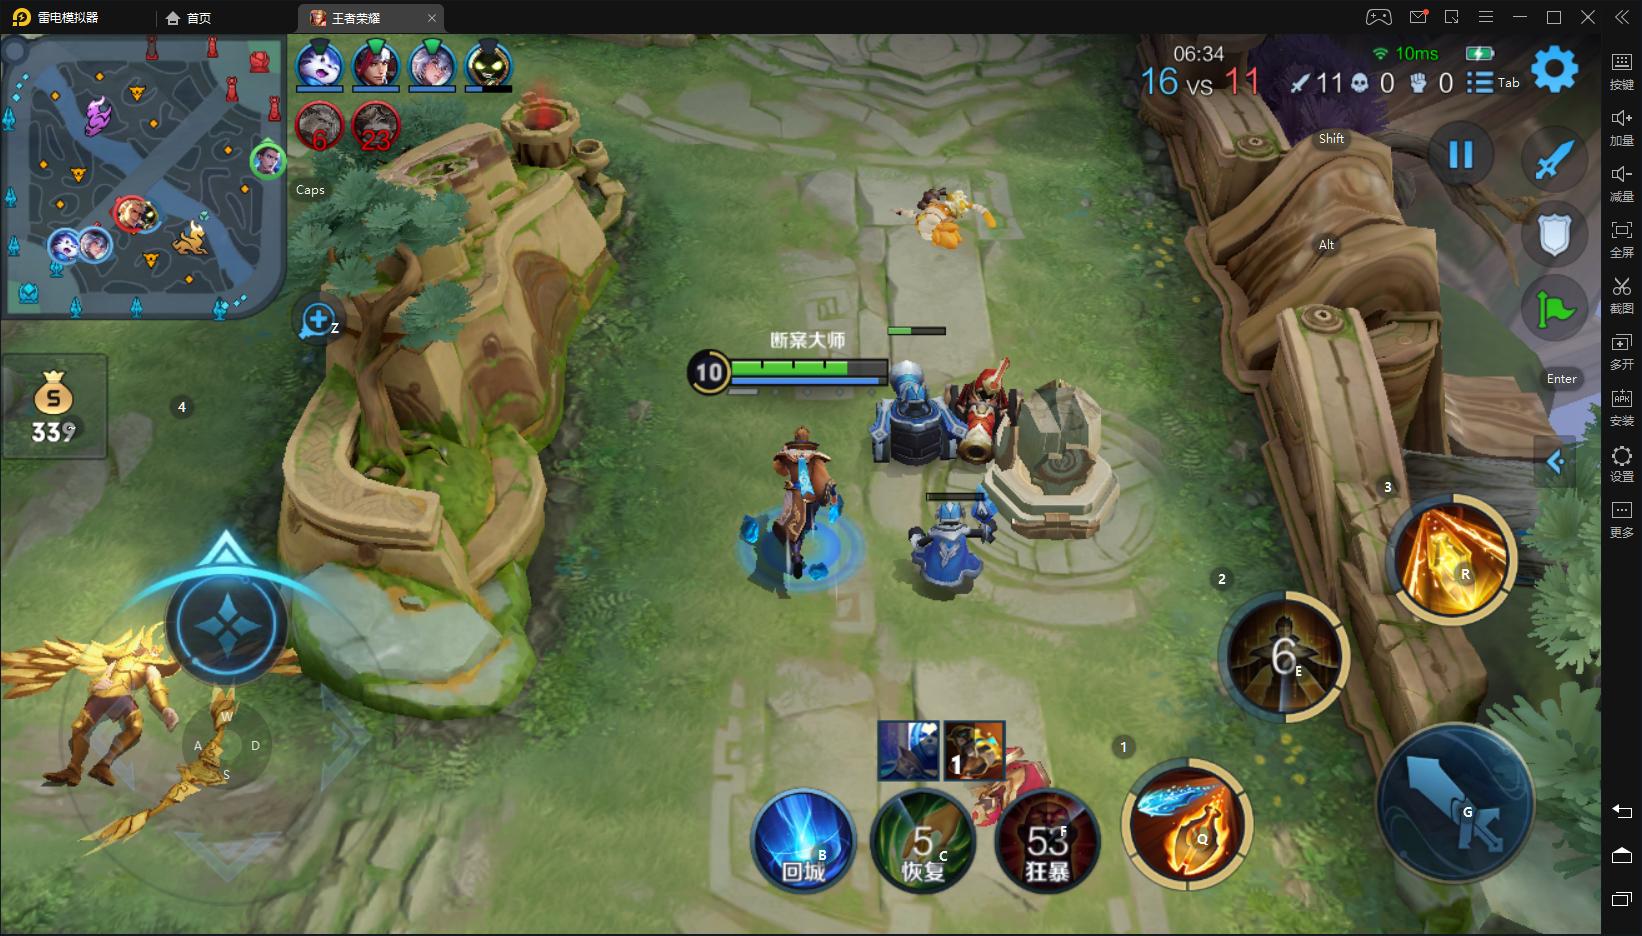 雷电模拟器
首页
王者荣耀
06:34
10ms
16 vs 11
11 0 0
Tab
6
23
Caps
Z
Shift
Alt
Enter
按键
加量
减量
全屏
截图
多开
APK
安装
设置
更多
S
339
4
断案大师
10
3
R
2
6
E
W
A
D
S
1
1
B
回城
5
C
恢复
53
F
狂暴
Q
G